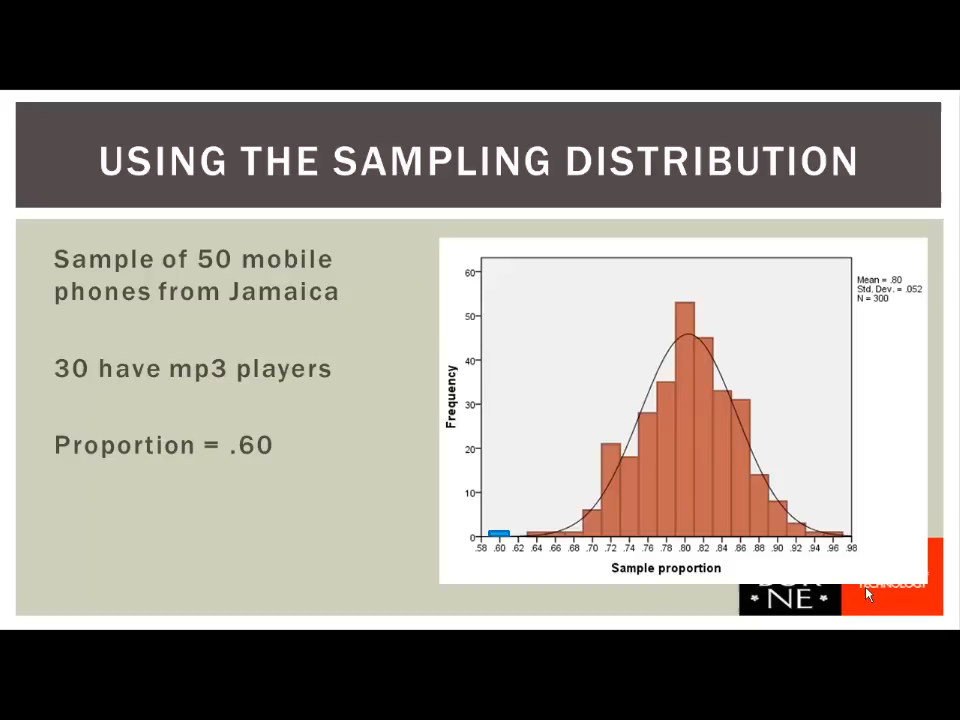 USING THE SAMPLING DISTRIBUTION
Sample of 50 mobile
phones from Jamaica
30 have mp3 players
Proportion = .60
Mean = .80
Std. Dev. = .052
N = 300
Frequency
60
50
40
30
20
10
0
.58 .60 .62 .64 .66 .68 .70 .72 .74 .76 .78 .80 .82 .84 .86 .88 .90 .92 .94 .96 .98
Sample proportion
TECHNOLOGY
NE